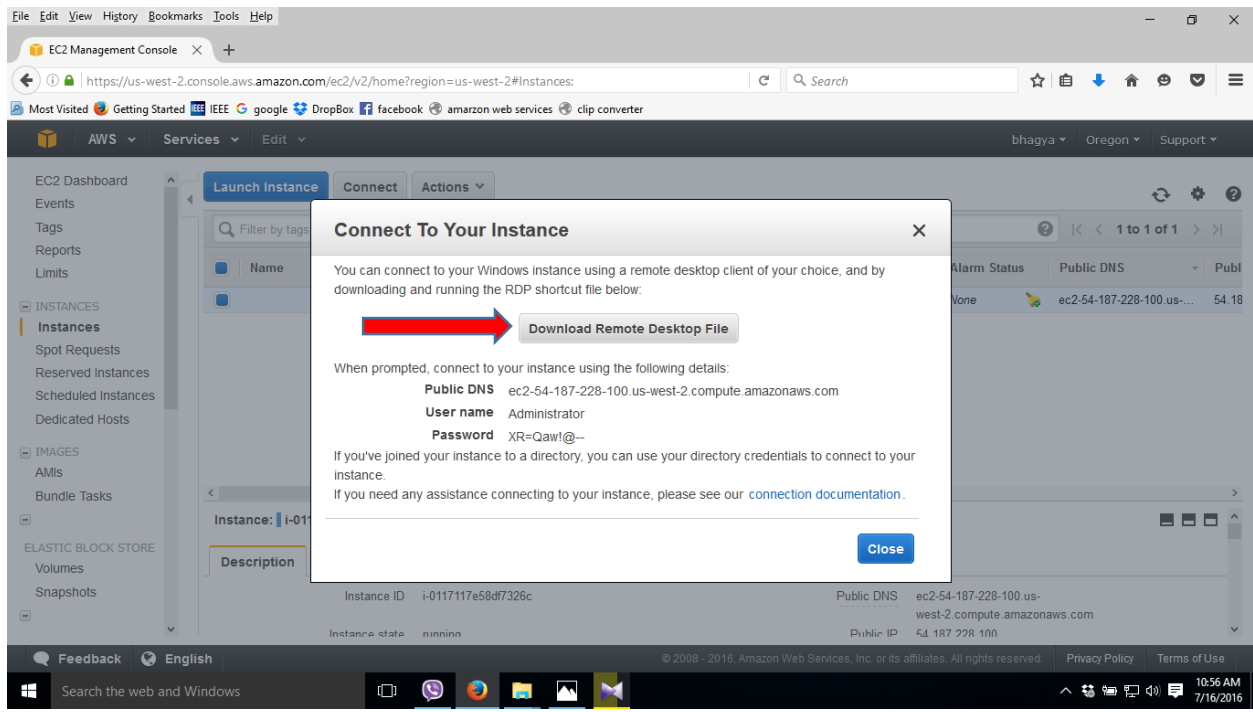 File Edit View History Bookmarks Tools Help
EC2 Management Console
https://us-west-2.console.aws.amazon.com/ec2/v2/home?region=us-west-2#Instances:
Search
Most Visited Getting Started IEEE IEEE G google DropBox facebook amarzon web services clip converter
AWS Services Edit bhagya Oregon Support
EC2 Dashboard
Events
Tags
Reports
Limits
INSTANCES
Instances
Spot Requests
Reserved Instances
Scheduled Instances
Dedicated Hosts
IMAGES
AMIs
Bundle Tasks
ELASTIC BLOCK STORE
Volumes
Snapshots
Launch Instance Connect Actions
Filter by tags
1 to 1 of 1
Name Alarm Status Public DNS Publ
None ec2-54-187-228-100.us-... 54.18
Connect To Your Instance
You can connect to your Windows instance using a remote desktop client of your choice, and by
downloading and running the RDP shortcut file below:
Download Remote Desktop File
When prompted, connect to your instance using the following details:
Public DNS ec2-54-187-228-100.us-west-2.compute.amazonaws.com
User name Administrator
Password XR=Qaw!@--
If you've joined your instance to a directory, you can use your directory credentials to connect to your
instance.
If you need any assistance connecting to your instance, please see our connection documentation.
Close
Instance: i-011
Description
Instance ID i-0117117e58df7326c Public DNS ec2-54-187-228-100.us-
west-2.compute.amazonaws.com
Instance state running Public IP 54.187.228.100
Feedback English © 2008 - 2016, Amazon Web Services, Inc. or its affiliates. All rights reserved. Privacy Policy Terms of Use
Search the web and Windows
10:56 AM
7/16/2016